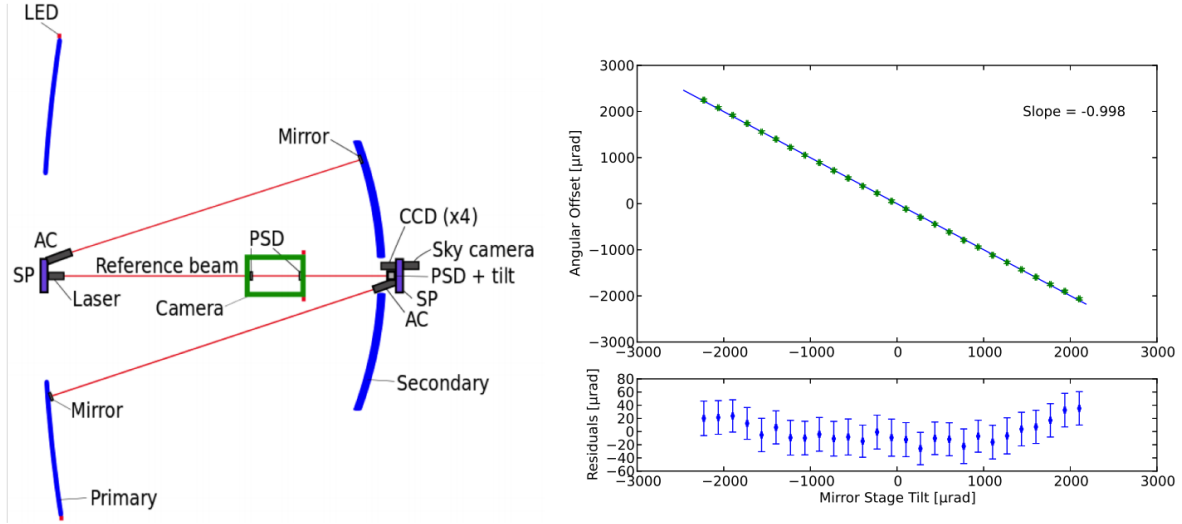 LED
Mirror
CCD (x4)
AC
PSD
Sky camera
SP
Reference beam
PSD + tilt
Laser
SP
Camera
AC
Secondary
Mirror
Primary
3000
2000
1000
0
−1000
−2000
−3000
Angular Offset [μrad]
Slope = -0.998
−3000 −2000 −1000 0 1000 2000 3000
80
60
40
20
0
−20
−40
−60
Residuals [μrad]
−3000 −2000 −1000 0 1000 2000 3000
Mirror Stage Tilt [μrad]